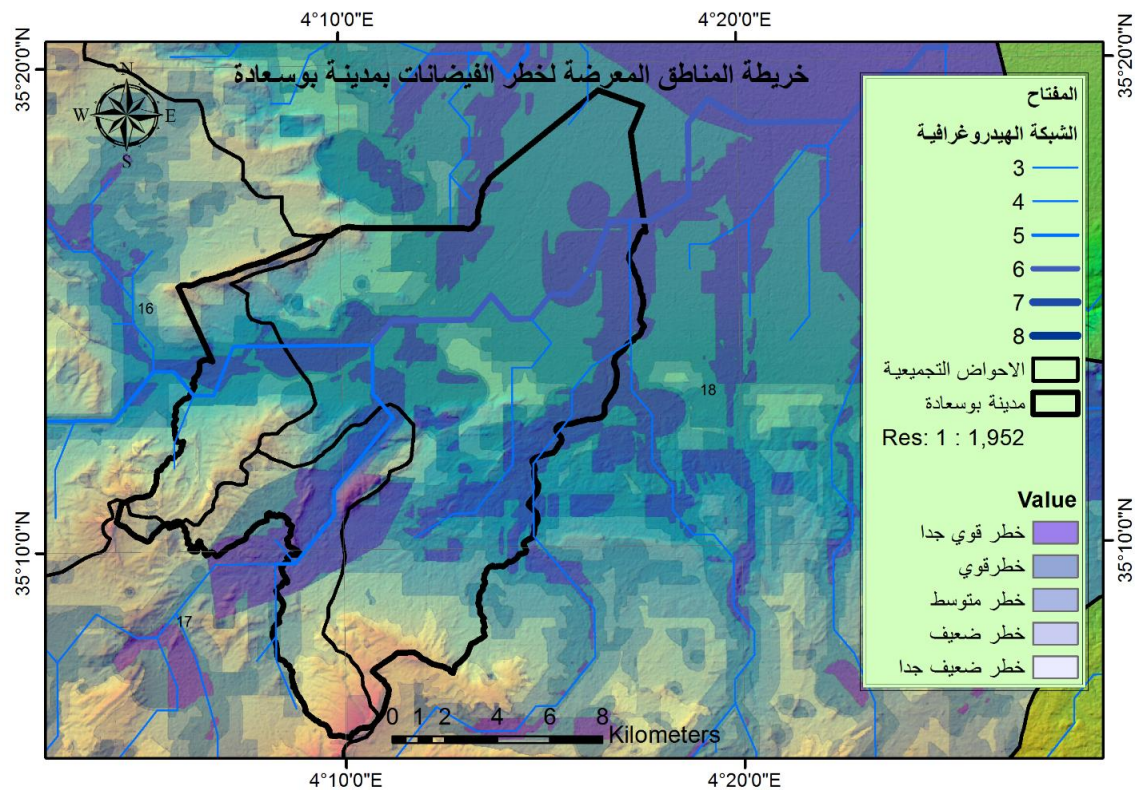 4°10'0"E
4°20'0"E
35°20'0"N
35°20'0"N
خريطة المناطق المعرضة لخطر الفيضانات بمدينة بوسعادة
N
W
E
S
المفتاح
الشبكة الهيدروغرافية
3
4
5
6
7
8
الاحواض التجميعية
مدينة بوسعادة
Res: 1 : 1,952
Value
خطر قوي جدا
خطرقوي
خطر متوسط
خطر ضعيف
خطر ضعيف جدا
16
18
17
35°10'0"N
35°10'0"N
0 1 2 4 6 8
Kilometers
4°10'0"E
4°20'0"E